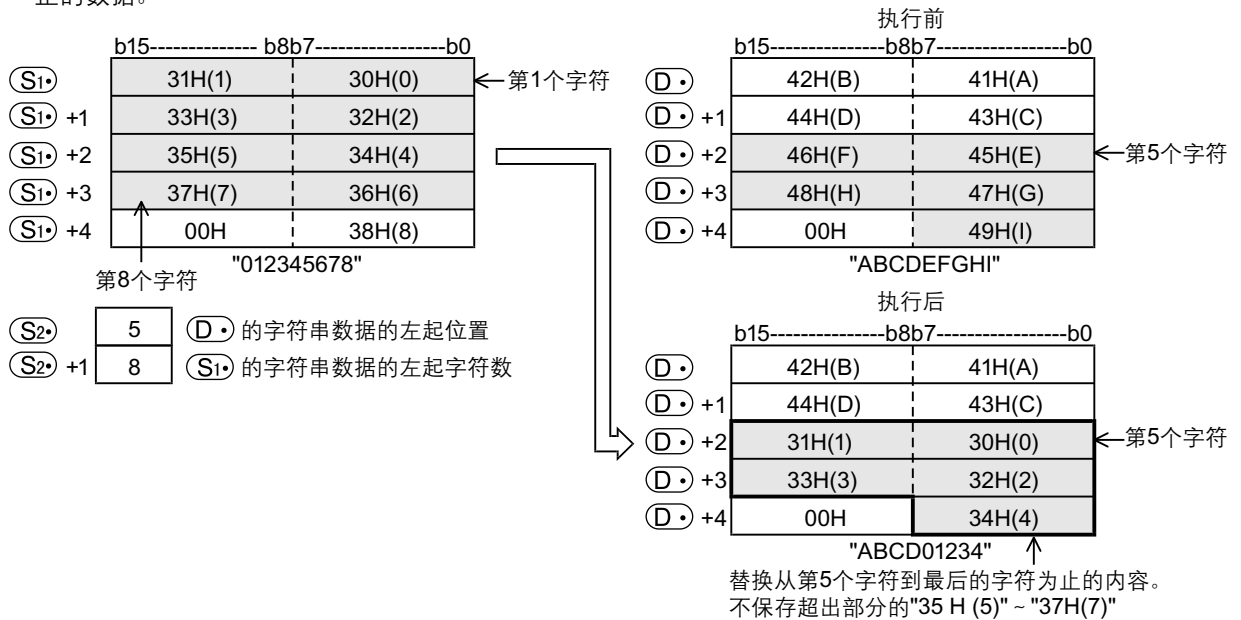 止的数据。
b15-------------- b8b7-----------------b0
S1• 31H(1) 30H(0) 第1个字符
S1• +1 33H(3) 32H(2)
S1• +2 35H(5) 34H(4)
S1• +3 37H(7) 36H(6)
S1• +4 00H 38H(8)
"012345678"
第8个字符
S2• 5 D• 的字符串数据的左起位置
S2• +1 8 S1• 的字符串数据的左起字符数
执行前
b15---------------b8b7-----------------b0
D• 42H(B) 41H(A)
D• +1 44H(D) 43H(C)
D• +2 46H(F) 45H(E) 第5个字符
D• +3 48H(H) 47H(G)
D• +4 00H 49H(I)
"ABCDEFGHI"
执行后
b15---------------b8b7-----------------b0
D• 42H(B) 41H(A)
D• +1 44H(D) 43H(C)
D• +2 31H(1) 30H(0) 第5个字符
D• +3 33H(3) 32H(2)
D• +4 00H 34H(4)
"ABCD01234"
替换从第5个字符到最后的字符为止的内容。
不保存超出部分的"35 H (5)" ~ "37H(7)"